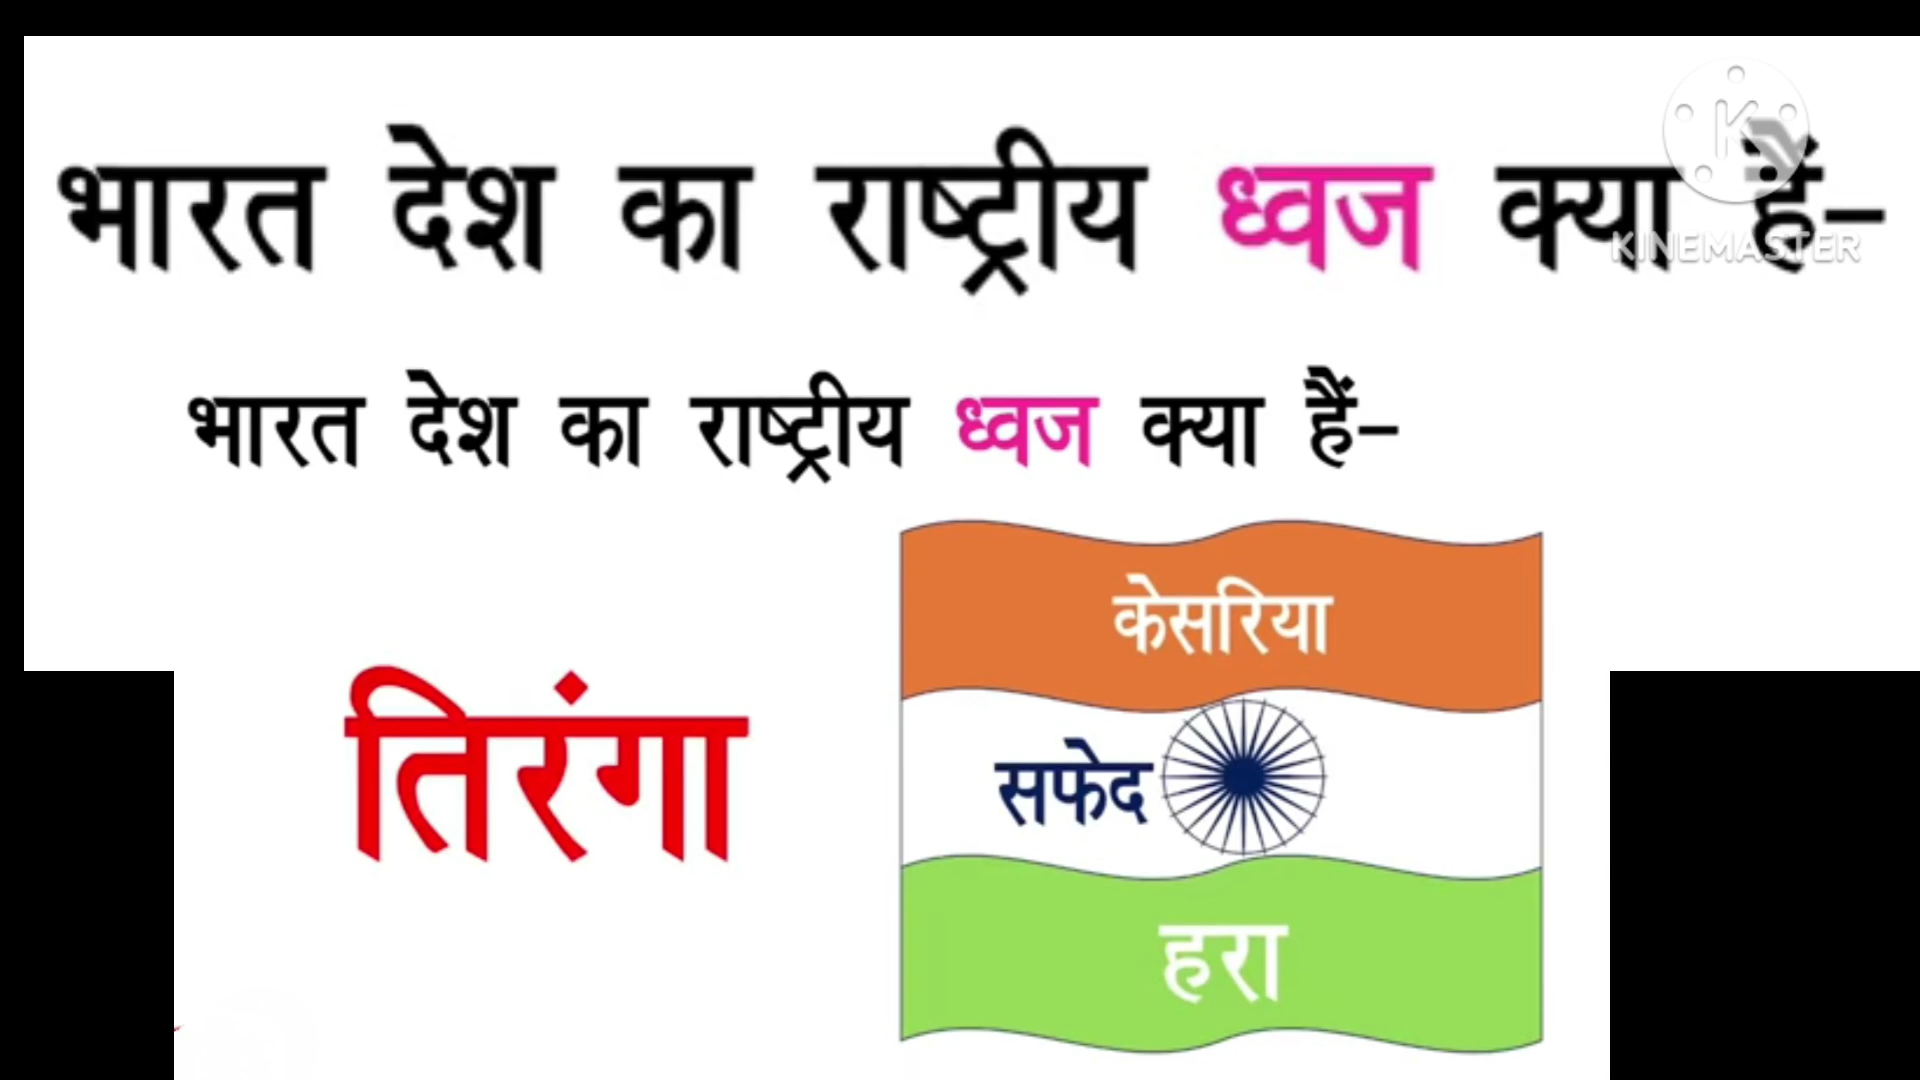 भारत देश का राष्ट्रीय ध्वज क्या हैं-
KINEMASTER
भारत देश का राष्ट्रीय ध्वज क्या हैं-
केसरिया
तिरंगा
सफेद
हरा